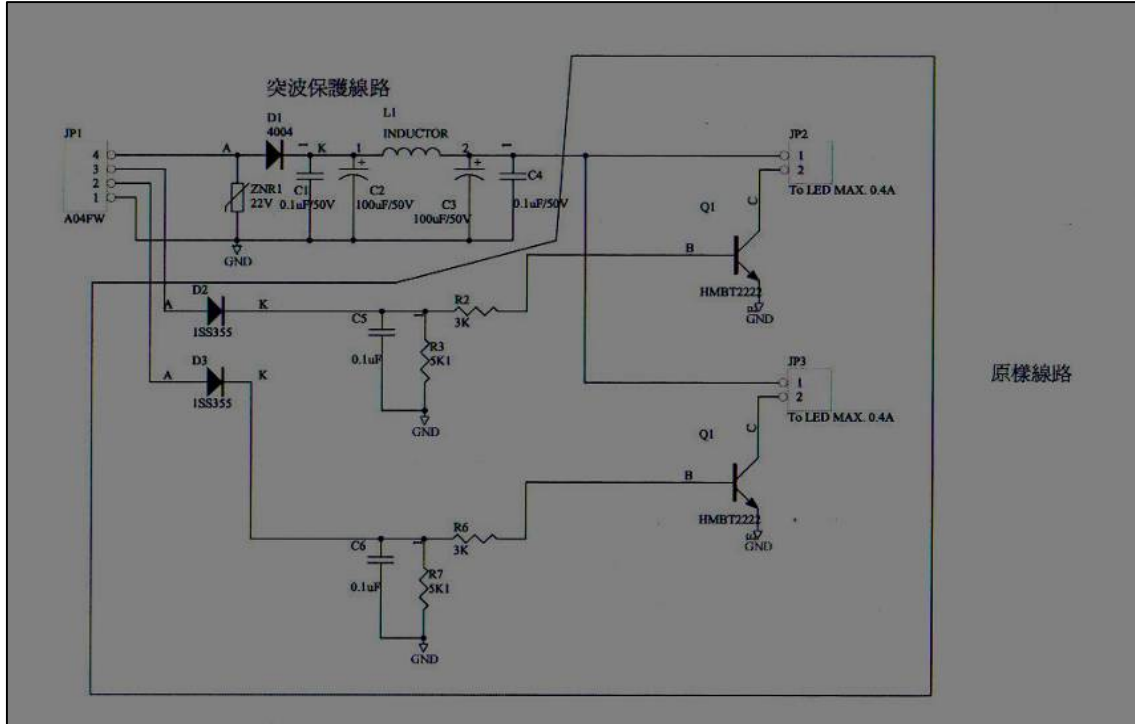 突波保護線路
JP1
4
3
2
1
A04FW
A
D1
4004
K
ZNR1
22V
C1
0.1uF/50V
1
C2
100uF/50V
L1
INDUCTOR
2
C3
100uF/50V
C4
0.1uF/50V
GND
JP2
1
2
To LED MAX. 0.4A
Q1
C
B
HMBT2222
GND
D2
A
K
1SS355
C5
0.1uF
R2
3K
R3
5K1
GND
D3
A
K
1SS355
JP3
1
2
To LED MAX. 0.4A
原樣線路
Q1
C
B
HMBT2222
GND
C6
0.1uF
R6
3K
R7
5K1
GND